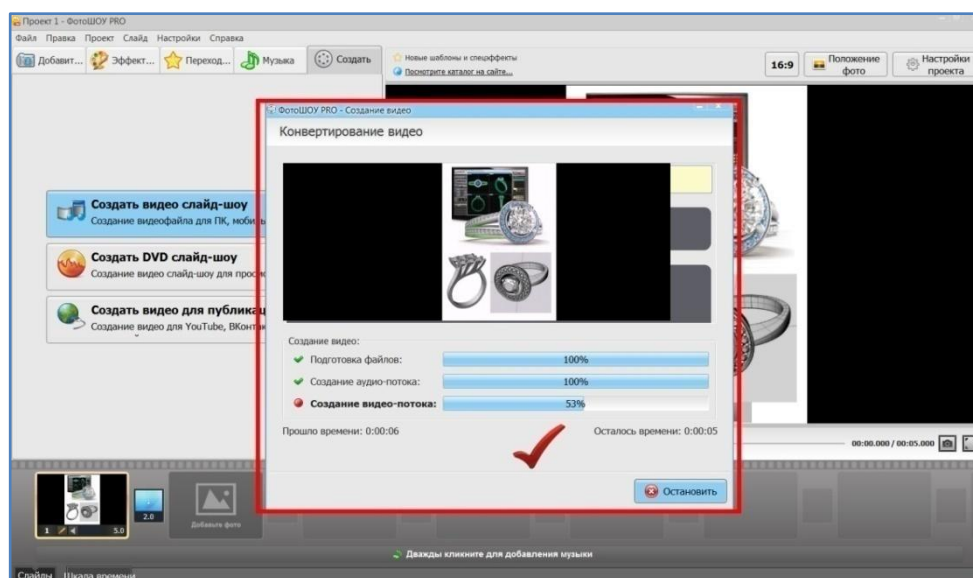 Проект 1 - ФотоШОУ PRO
Файл Правка Проект Слайд Настройки Справка
Добавит... Эффект... Переход... Музыка Создать
Новые шаблоны и спецэффекты
Посмотрите каталог на сайте...
16:9
Положение фото
Настройки проекта
ФотоШОУ PRO - Создание видео
Конвертирование видео
Создать видео слайд-шоу
Создание видеофайла для ПК, мобиль
Создать DVD слайд-шоу
Создание видео слайд-шоу для прос
Создать видео для публикац
Создание видео для YouTube, ВКонта
Создание видео:
Подготовка файлов: 100%
Создание аудио-потока: 100%
Создание видео-потока: 53%
Прошло времени: 0:00:06
Осталось времени: 0:00:05
Остановить
00:00.000 / 00:05.000
1 5.0
2.0
Добавьте фото
Дважды кликните для добавления музыки
Слайды Шкала времени